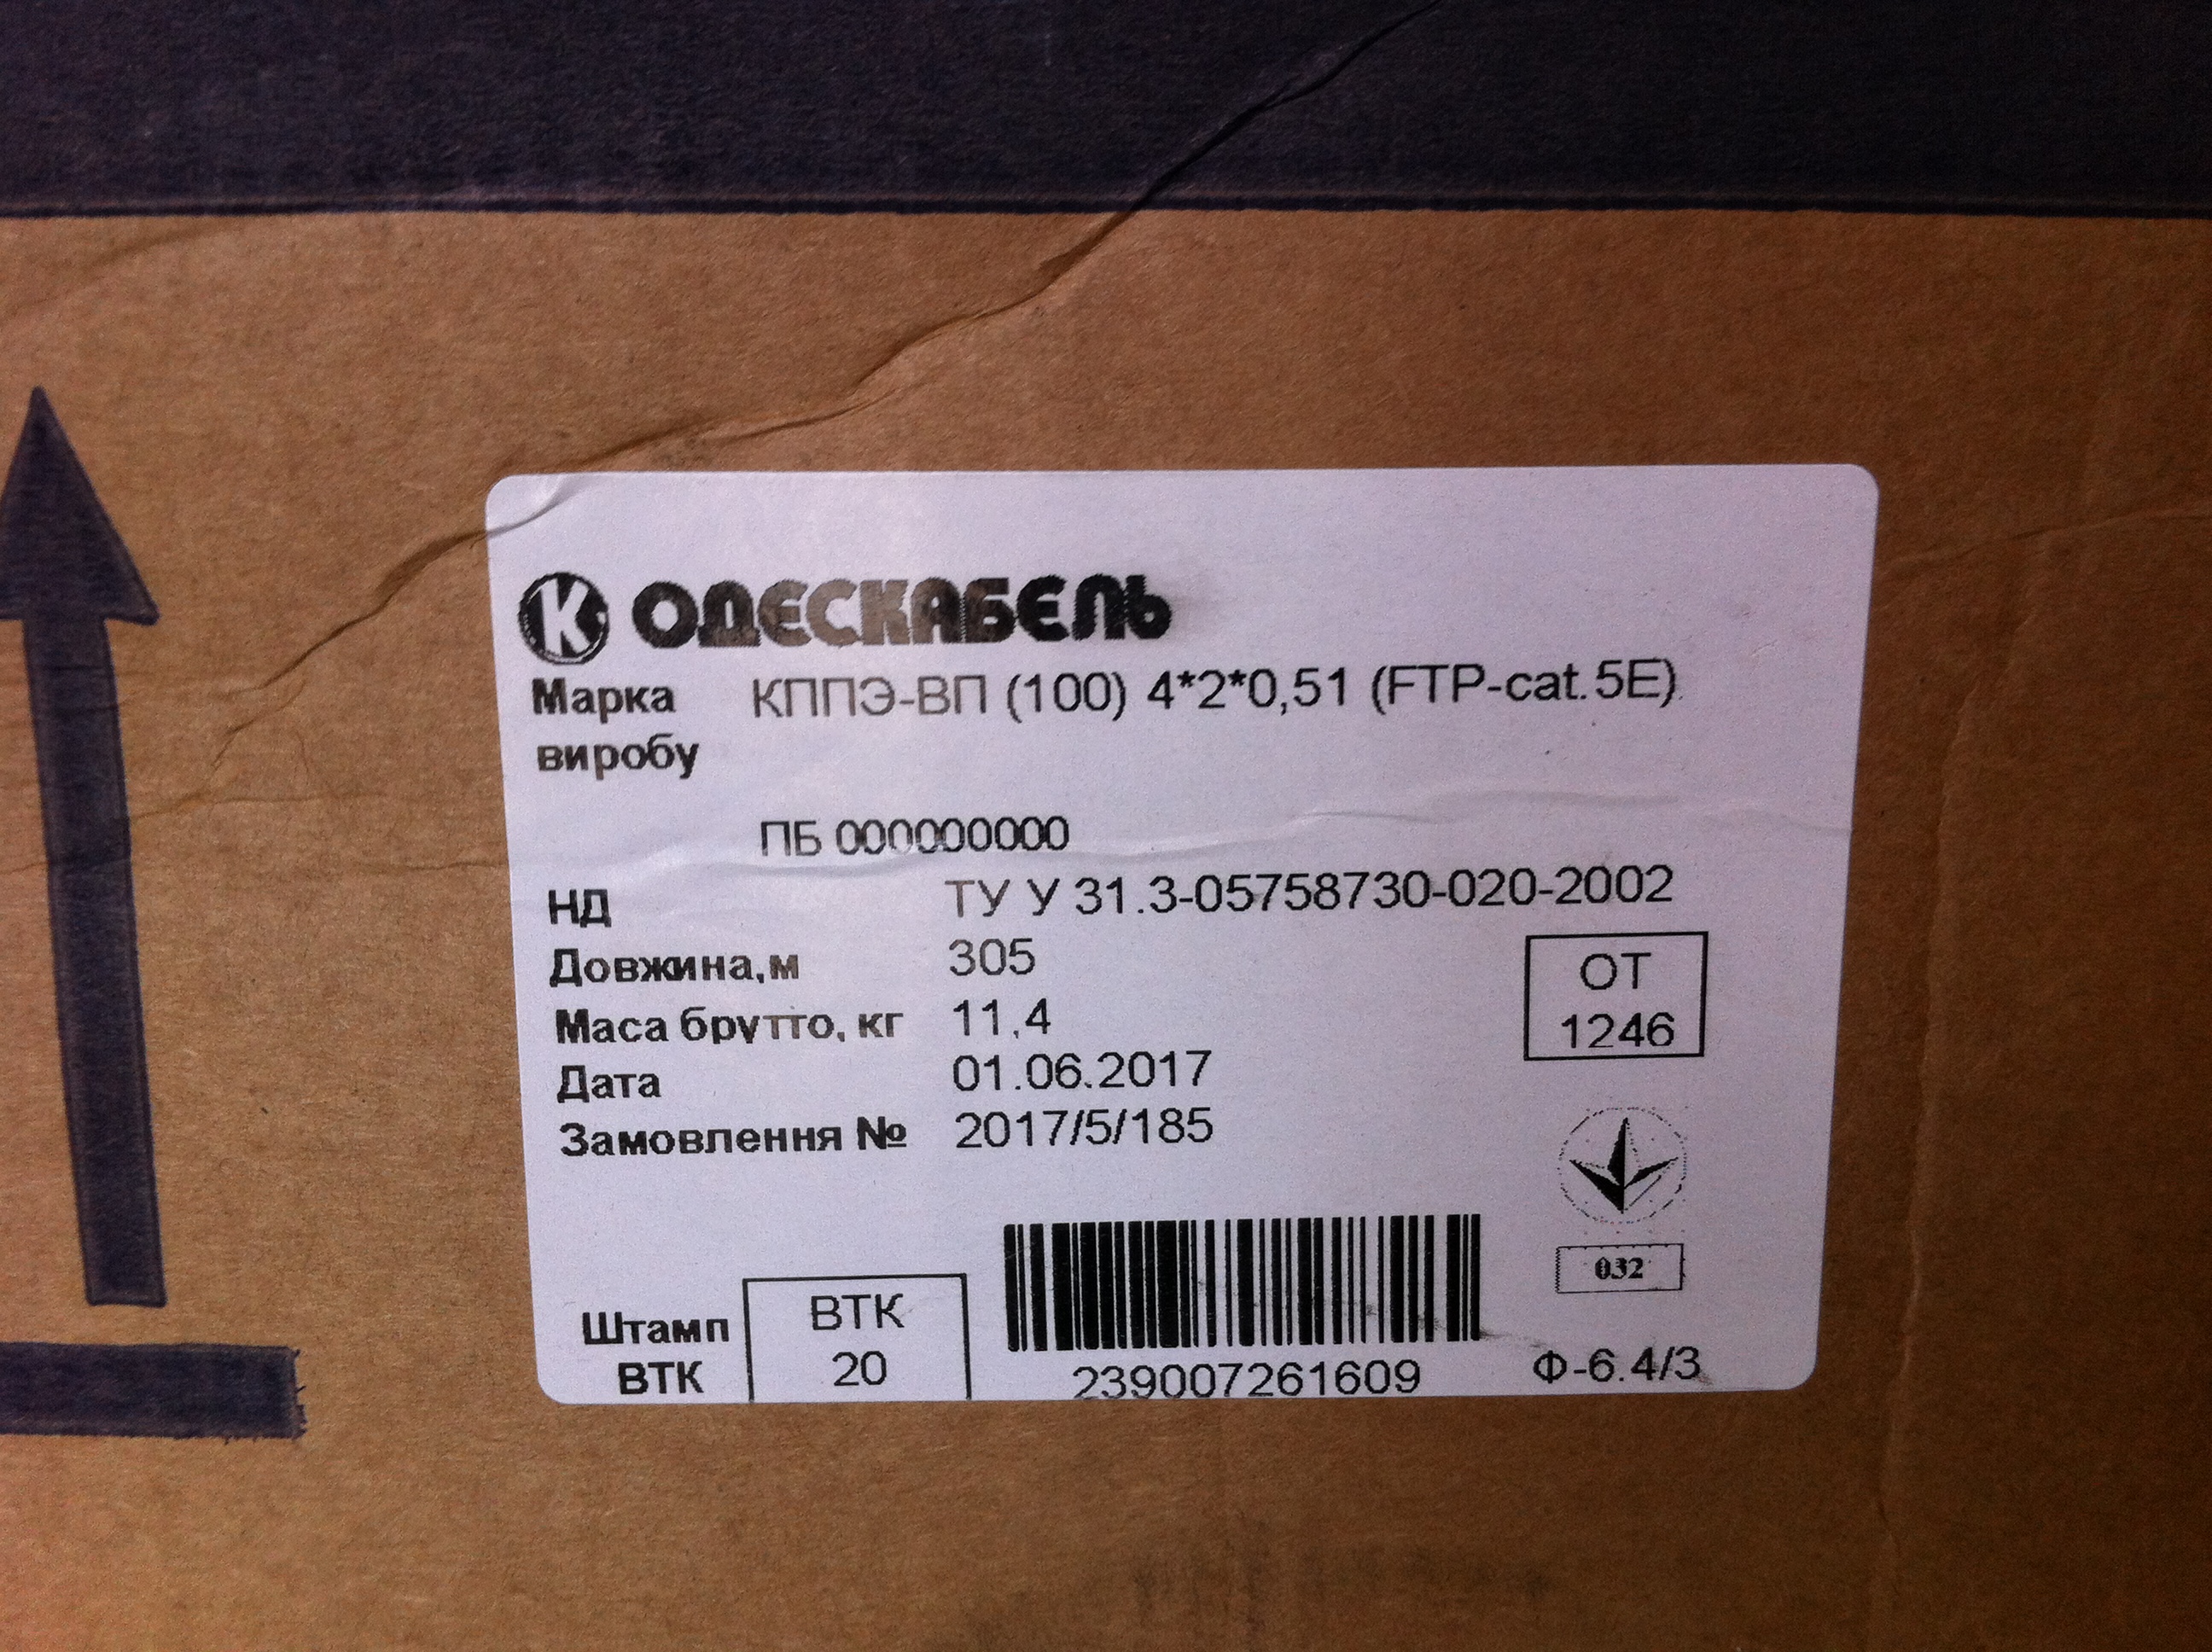 К ОДЕСКАБЕЛЬ
Марка КППЭ-ВП (100) 4*2*0,51 (FTP-cat.5E)
виробу
ПБ 000000000
НД ТУ У 31.3-05758730-020-2002
Довжина,м 305
Маса брутто, кг 11,4
Дата 01.06.2017
Замовлення № 2017/5/185
ОТ
1246
032
Штамп
ВТК
ВТК
20
239007261609
Ф-6.4/3